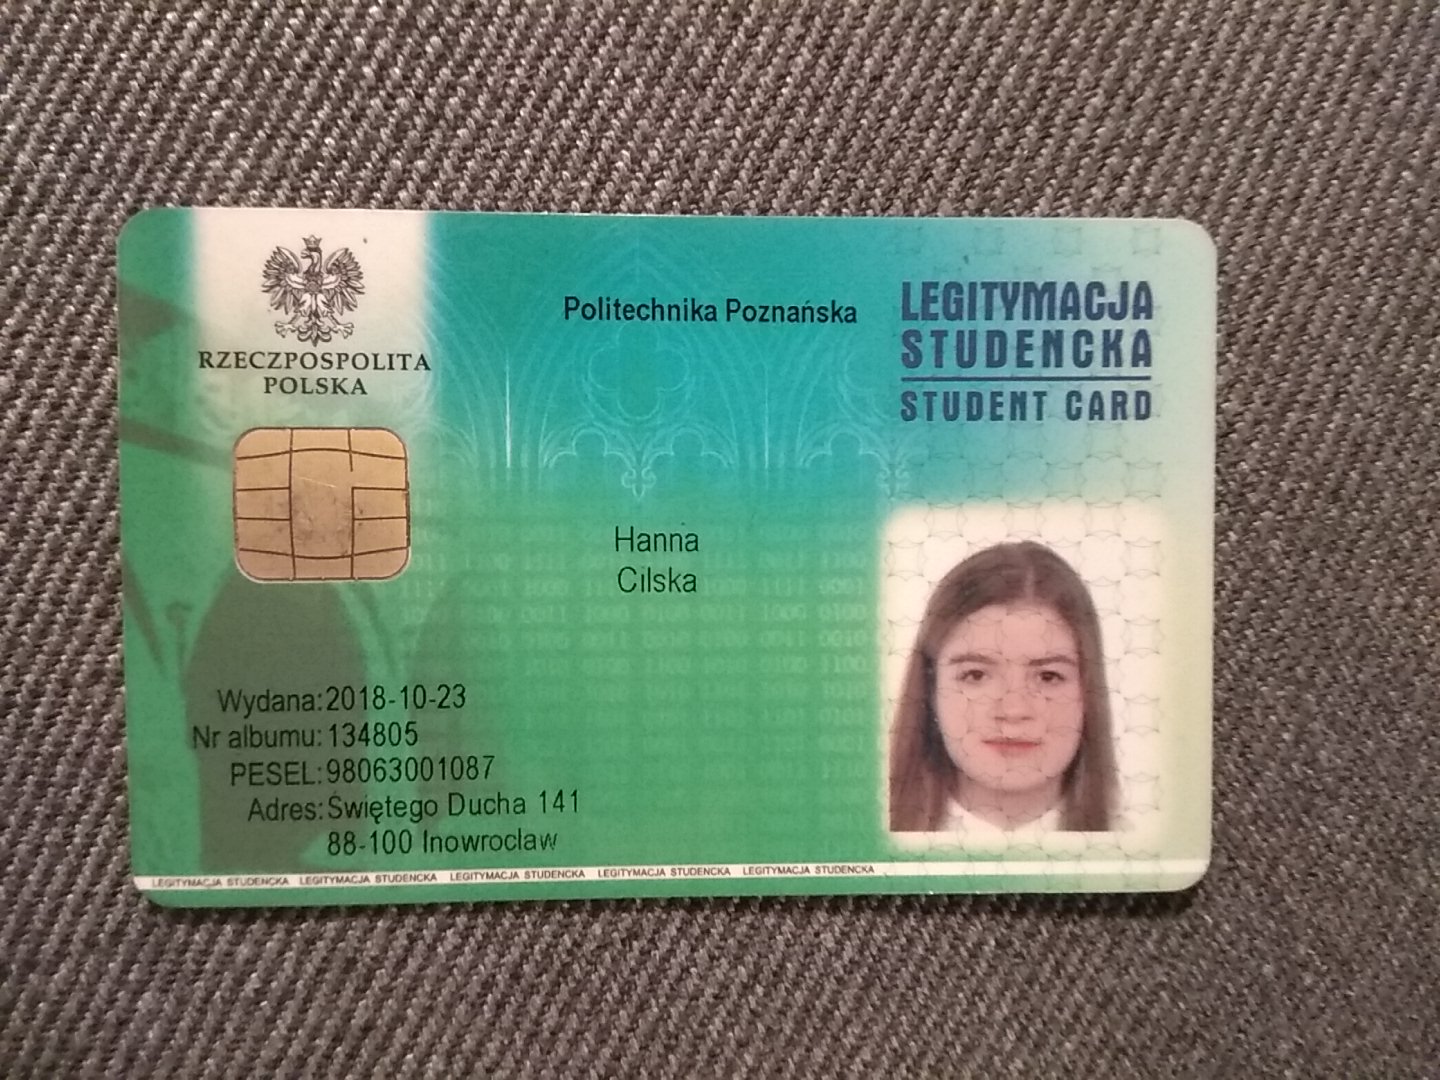 RZECZPOSPOLITA
POLSKA
Politechnika Poznańska
LEGITYMACJA
STUDENCKA
STUDENT CARD
Hanna
Cilska
Wydana: 2018-10-23
Nr albumu: 134805
PESEL: 98063001087
Adres: Świętego Ducha 141
88-100 Inowrocław
LEGITYMACJA STUDENCKA LEGITYMACJA STUDENCKA LEGITYMACJA STUDENCKA LEGITYMACJA STUDENCKA LEGITYMACJA STUDENCKA